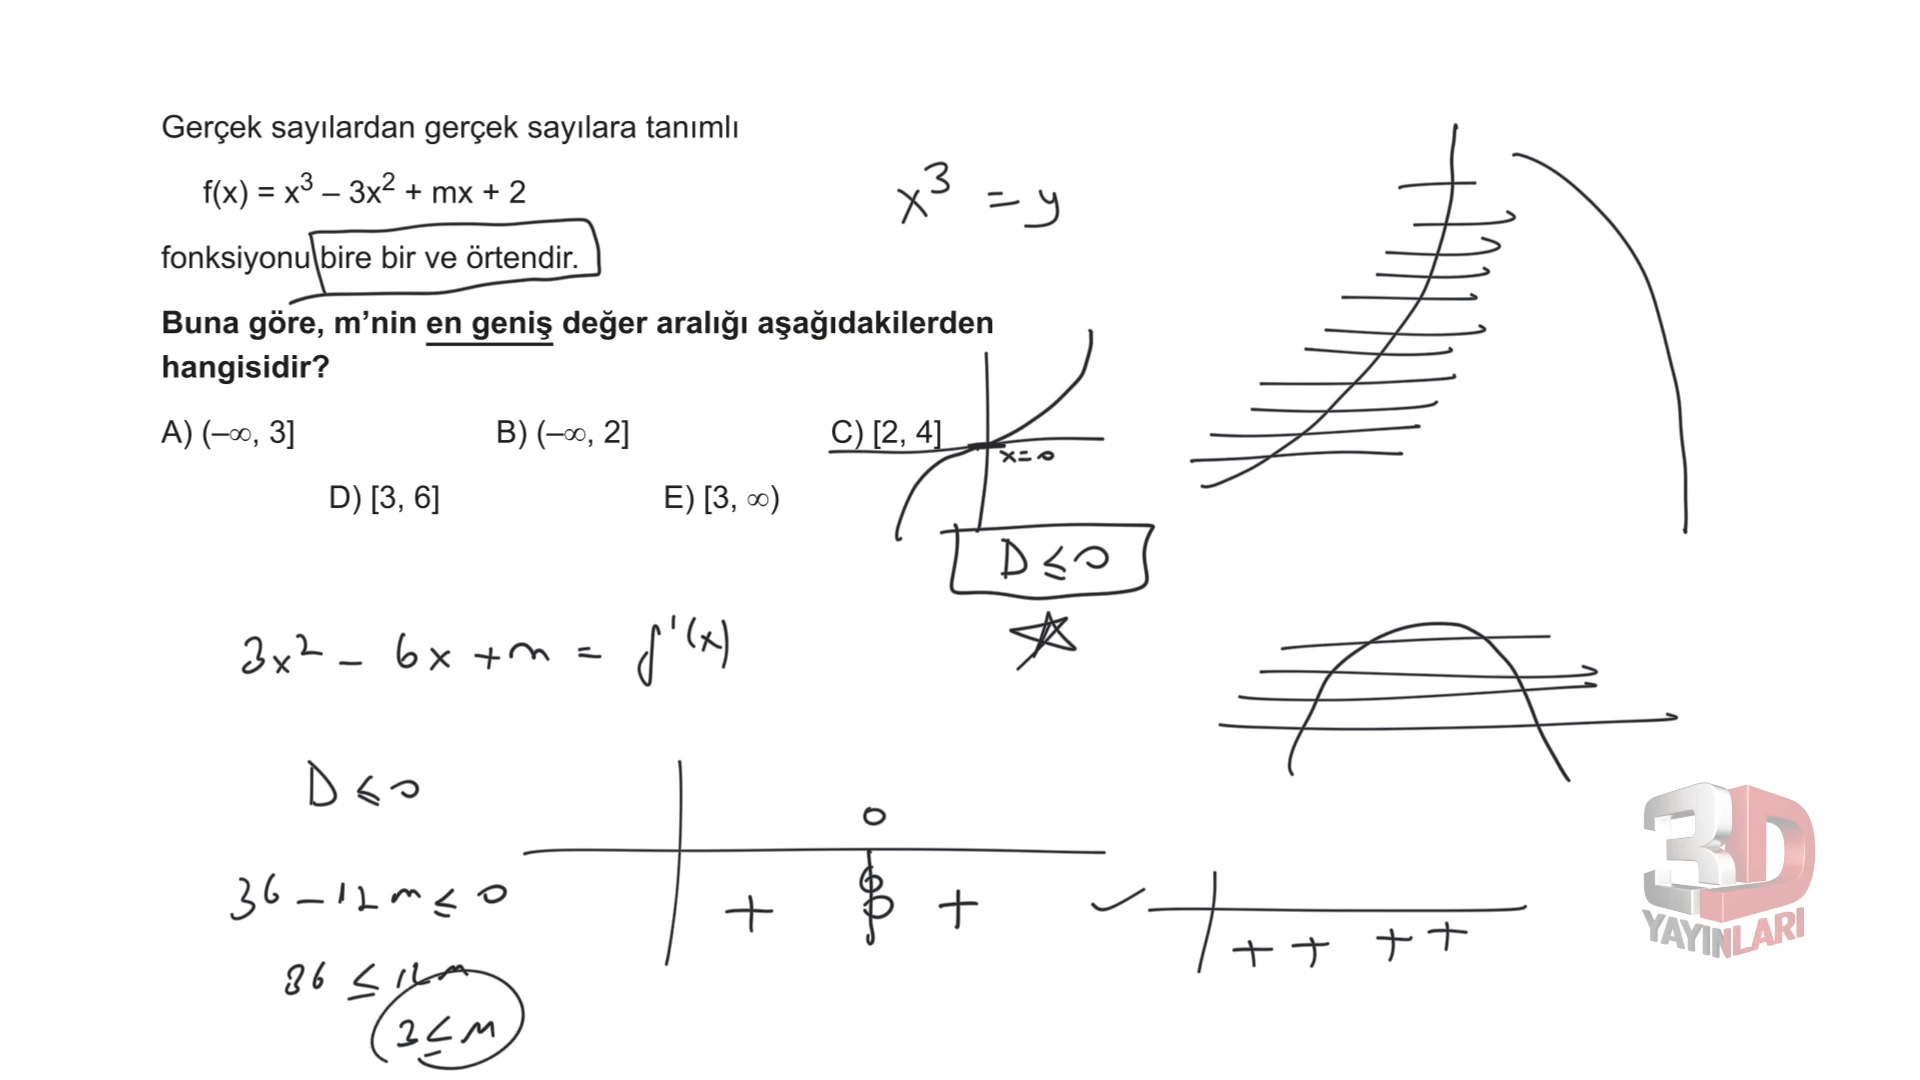 Gerçek sayılardan gerçek sayılara tanımlı
f(x) = x³ – 3x² + mx + 2
fonksiyonu bire bir ve örtendir.
Buna göre, m’nin en geniş değer aralığı aşağıdakilerden
hangisidir?
A) (–∞, 3] B) (–∞, 2] C) [2, 4]
D) [3, 6] E) [3, ∞)
x³ = y
x=0
D ≤ 0
3x² – 6x + m = f'(x)
D ≤ 0
36 – 12m ≤ 0
36 ≤ 12m
3 ≤ m
0
+ +
+ + + +
3D
YAYINLARI